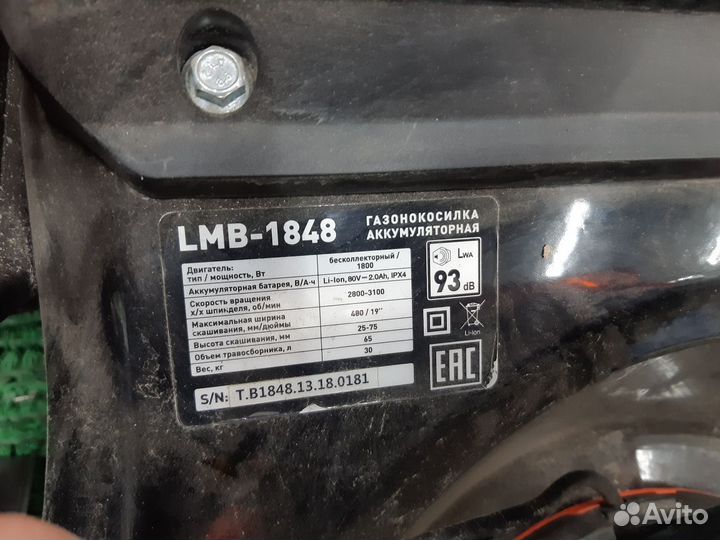 LMB-1848
ГАЗОНОКОСИЛКА
АККУМУЛЯТОРНАЯ
Двигатель:
тип / мощность, Вт
бесколлекторный /
1800
Аккумуляторная батарея, В/А·ч
Li-Ion, 80V⎓ 2.0Ah, IPX4
Скорость вращения
х/х шпинделя, об/мин
2800-3100
Максимальная ширина
скашивания, мм/дюймы
480 / 19"
Высота скашивания, мм
25-75
Объем травосборника, л
65
Вес, кг
30
LWA
93 dB
Li-Ion
EAC
S/N: T.B1848.13.18.0181
Avito